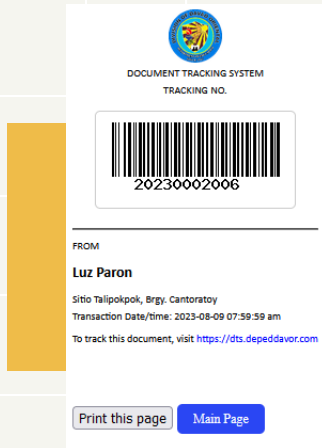 DOCUMENT TRACKING SYSTEM
TRACKING NO.
20230002006
FROM
Luz Paron
Sitio Talipokpok, Brgy. Cantoratoy
Transaction Date/time: 2023-08-09 07:59:59 am
To track this document, visit https://dts.depeddavor.com
Print this page
Main Page